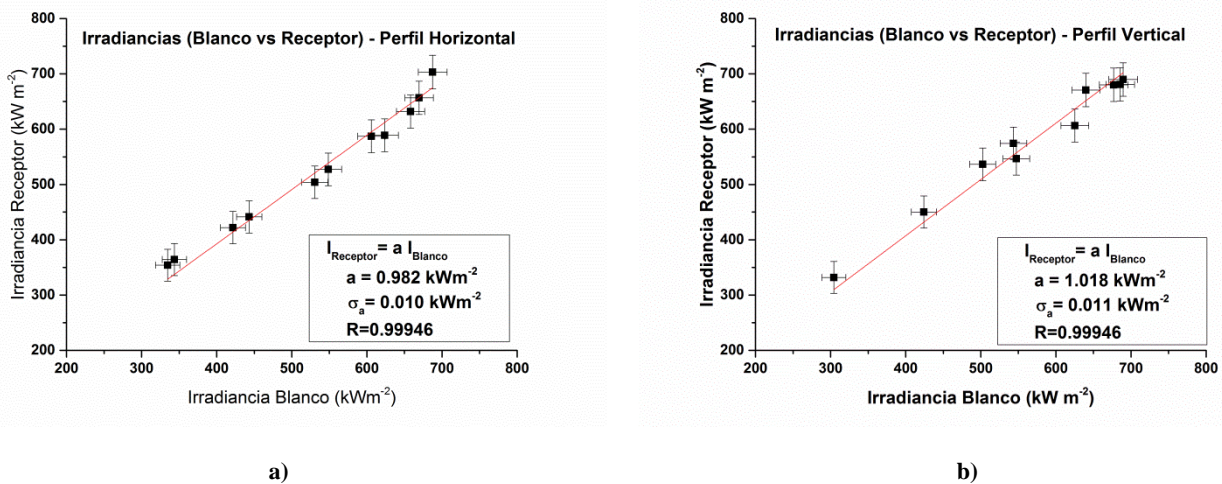 Irradiancias (Blanco vs Receptor) - Perfil Horizontal
Irradiancia Receptor (kW m-2)
800
700
600
500
400
300
200
I Receptor = a I Blanco
a = 0.982 kWm-2
σa = 0.010 kWm-2
R=0.99946
200 300 400 500 600 700 800
Irradiancia Blanco (kWm-2)
a)
Irradiancias (Blanco vs Receptor) - Perfil Vertical
Irradiancia Receptor (kW m-2)
800
700
600
500
400
300
200
I Receptor = a I Blanco
a = 1.018 kWm-2
σa = 0.011 kWm-2
R=0.99946
200 300 400 500 600 700 800
Irradiancia Blanco (kW m-2)
b)